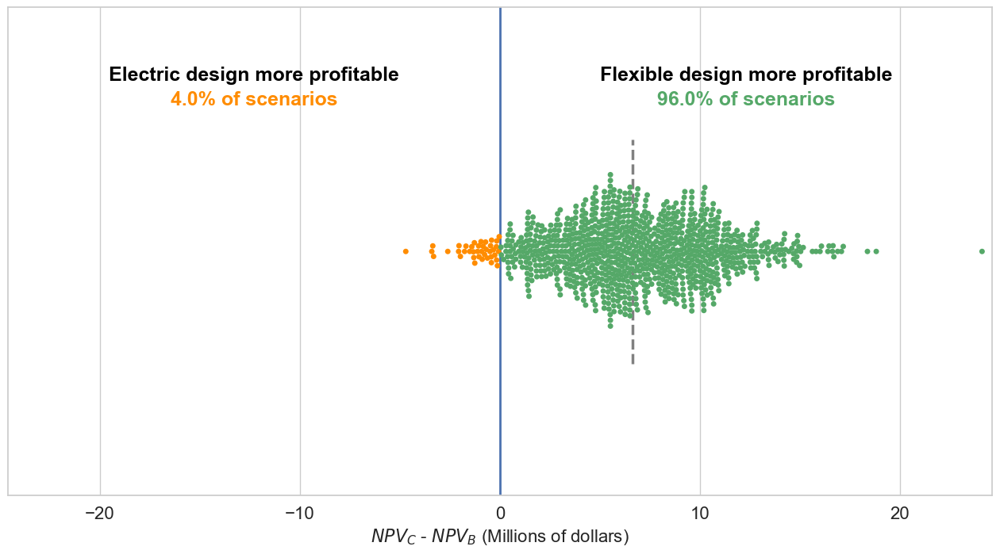 Electric design more profitable
4.0% of scenarios
Flexible design more profitable
96.0% of scenarios
−20 −10 0 10 20
NPV_C - NPV_B (Millions of dollars)